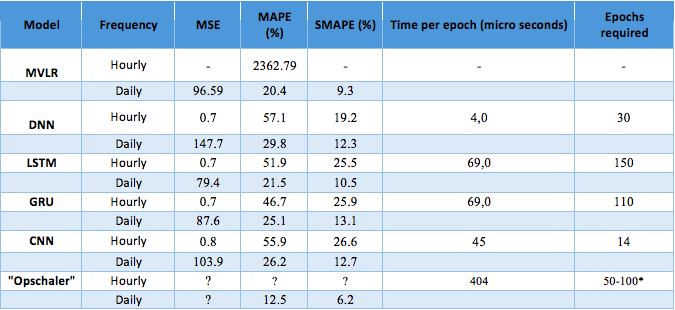 Model Frequency MSE MAPE (%) SMAPE (%) Time per epoch (micro seconds) Epochs required
MVLR Hourly - 2362.79 - - -
Daily 96.59 20.4 9.3
DNN Hourly 0.7 57.1 19.2 4,0 30
Daily 147.7 29.8 12.3
LSTM Hourly 0.7 51.9 25.5 69,0 150
Daily 79.4 21.5 10.5
GRU Hourly 0.7 46.7 25.9 69,0 110
Daily 87.6 25.1 13.1
CNN Hourly 0.8 55.9 26.6 45 14
Daily 103.9 26.2 12.7
"Opschaler" Hourly ? ? ? 404 50-100*
Daily ? 12.5 6.2